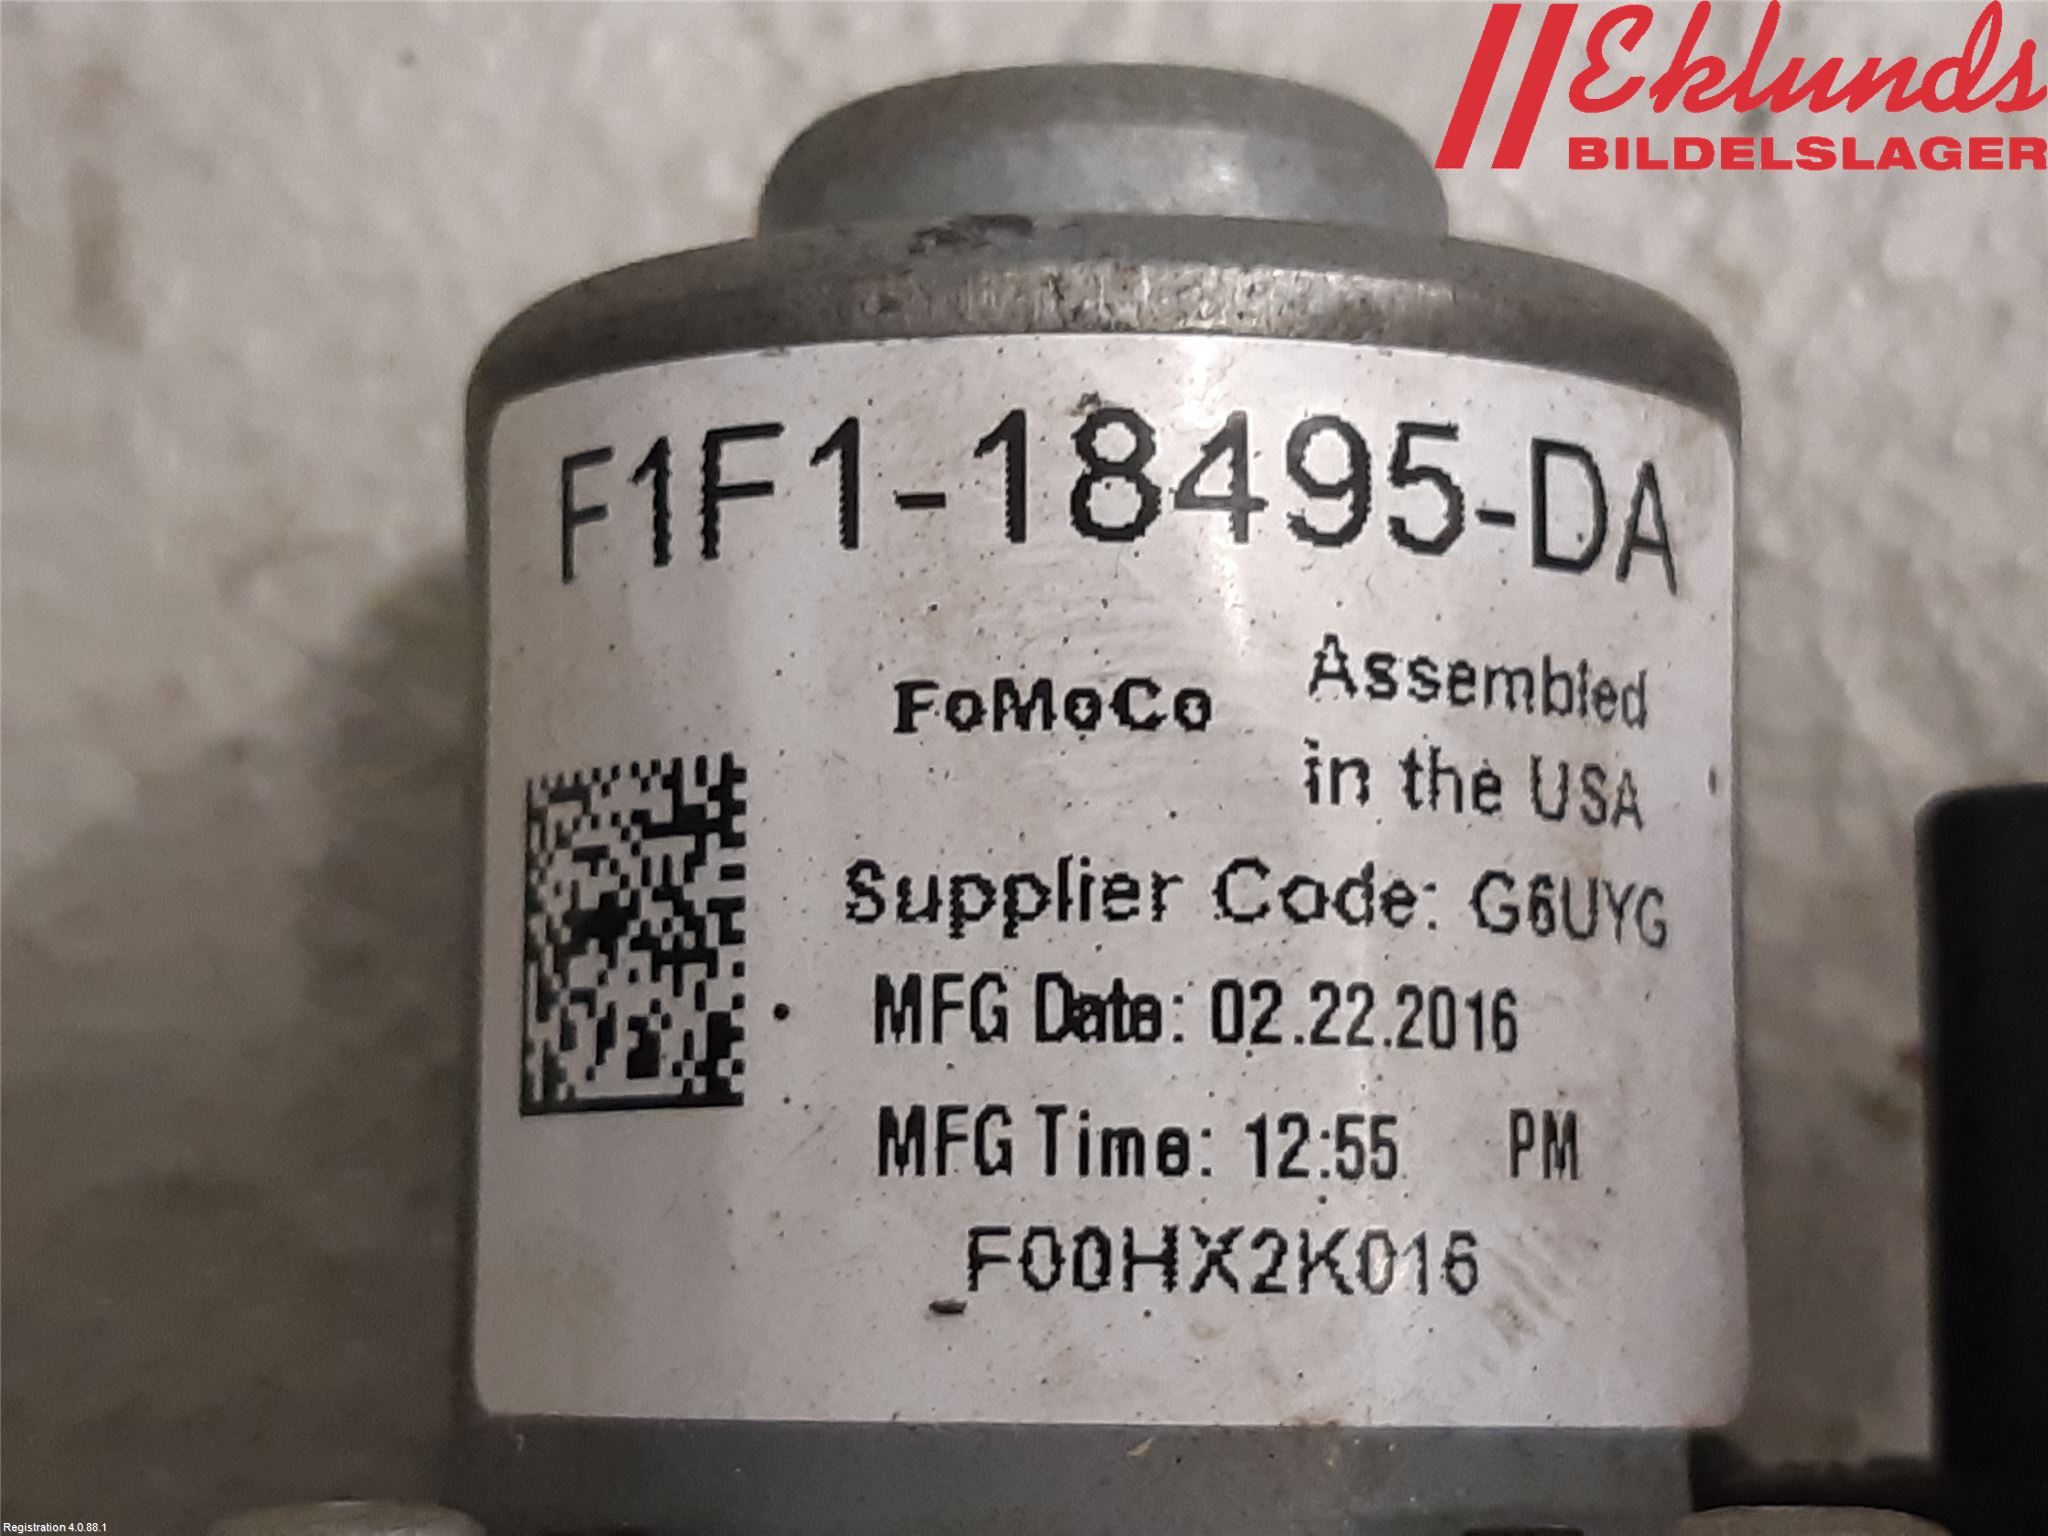 Eklunds
BILDELSLAGER
F1F1-18495-DA
FoMoCo
Assembled
in the USA
Supplier Code: G6UYG
MFG Date: 02.22.2016
MFG Time: 12:55 PM
F00HX2K016
Registration 4.0.88.1